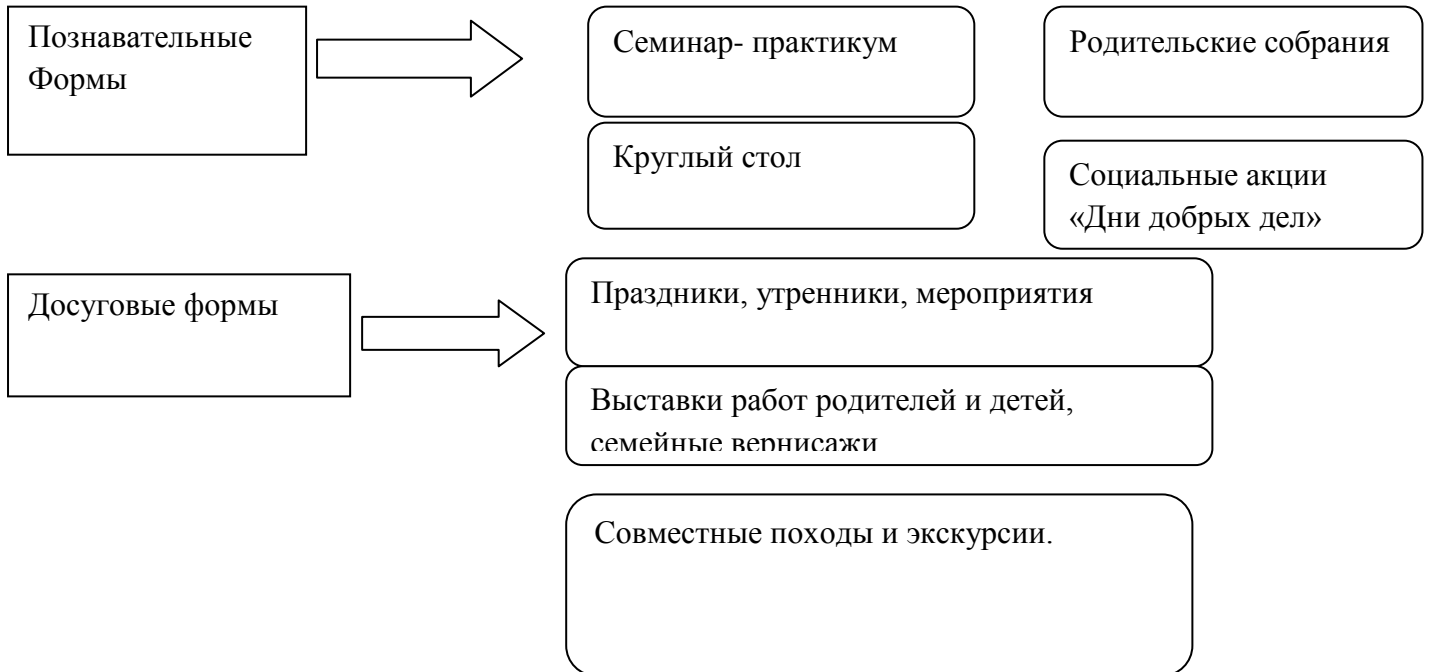 Познавательные
Формы
Семинар- практикум
Родительские собрания
Круглый стол
Социальные акции
«Дни добрых дел»
Досуговые формы
Праздники, утренники, мероприятия
Выставки работ родителей и детей,
семейные вернисажи
Совместные походы и экскурсии.